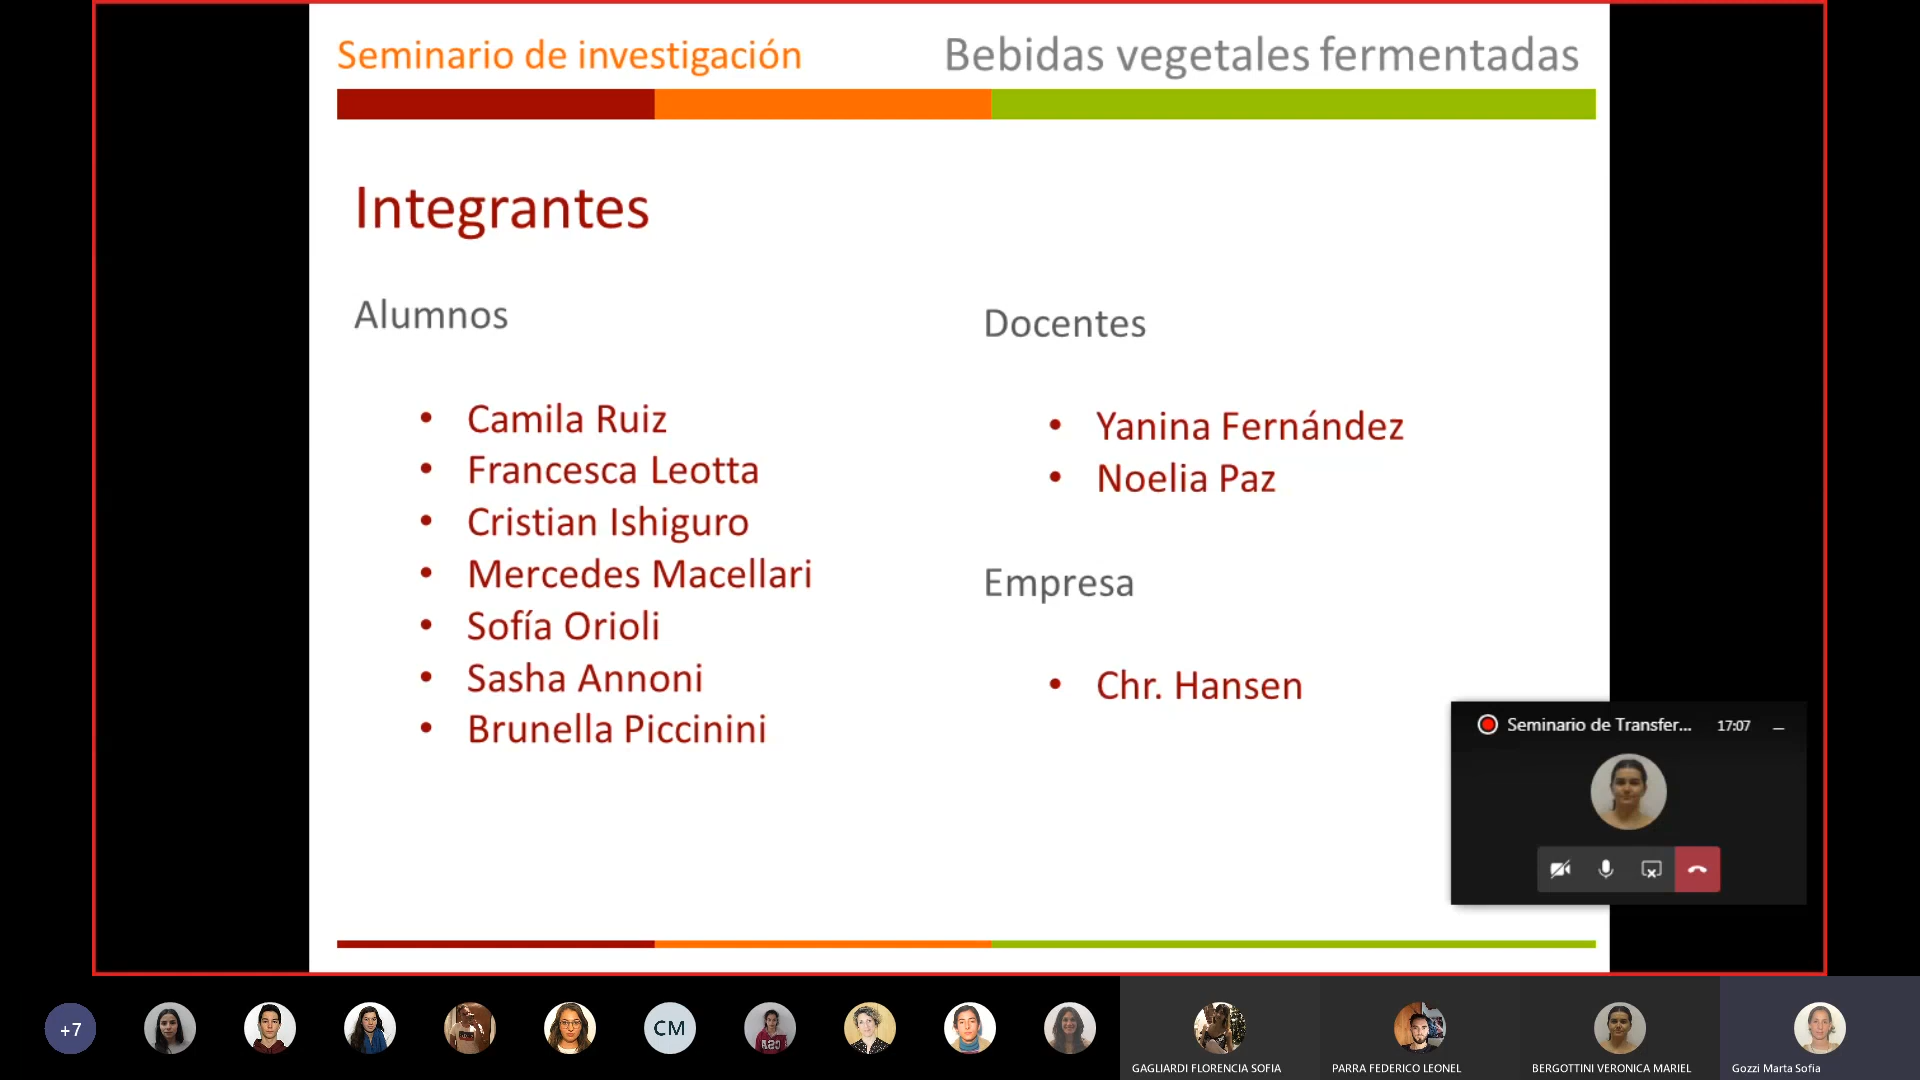 Seminario de investigación
Bebidas vegetales fermentadas
Integrantes
Alumnos
• Camila Ruiz
• Francesca Leotta
• Cristian Ishiguro
• Mercedes Macellari
• Sofía Orioli
• Sasha Annoni
• Brunella Piccinini
Docentes
• Yanina Fernández
• Noelia Paz
Empresa
• Chr. Hansen
Seminario de Transfer... 17:07
+7
CM
GAP
GAGLIARDI FLORENCIA SOFIA
PARRA FEDERICO LEONEL
BERGOTTINI VERONICA MARIEL
Gozzi Marta Sofia